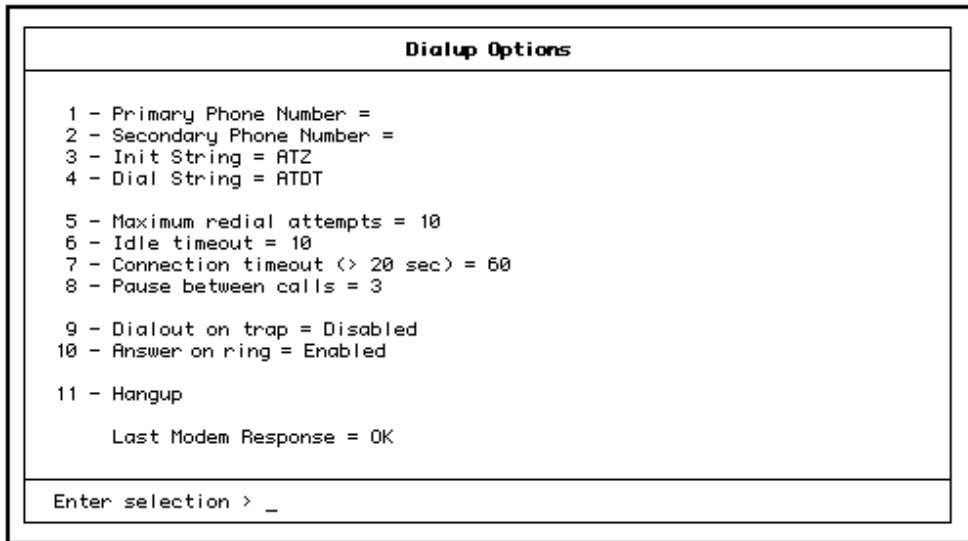 Dialup Options
1 - Primary Phone Number =
2 - Secondary Phone Number =
3 - Init String = ATZ
4 - Dial String = ATDT
5 - Maximum redial attempts = 10
6 - Idle timeout = 10
7 - Connection timeout (> 20 sec) = 60
8 - Pause between calls = 3
9 - Dialout on trap = Disabled
10 - Answer on ring = Enabled
11 - Hangup
Last Modem Response = OK
Enter selection > _